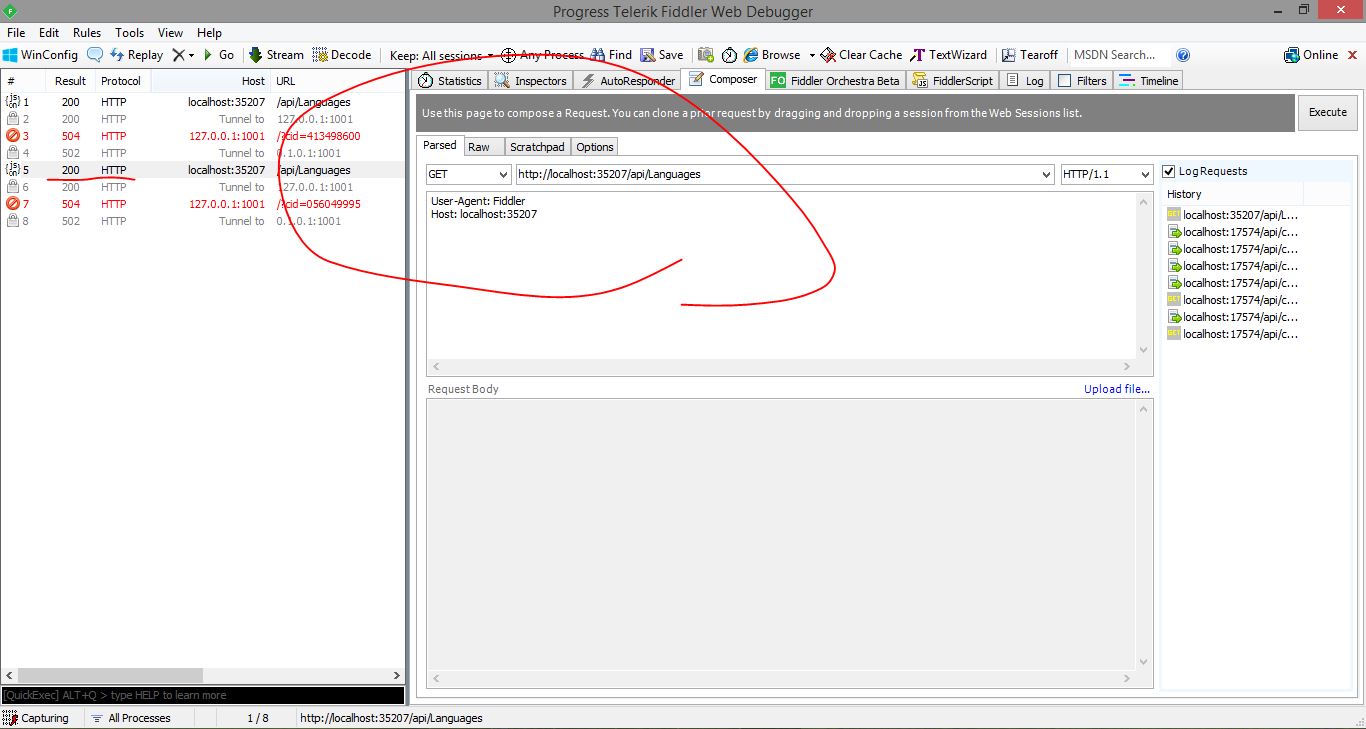 Progress Telerik Fiddler Web Debugger
File Edit Rules Tools View Help
WinConfig Replay Go Stream Decode Keep: All sessions Any Process Find Save Browse Clear Cache TextWizard Tearoff MSDN Search... Online
# Result Protocol Host URL
1 200 HTTP localhost:35207 /api/Languages
2 200 HTTP Tunnel to 127.0.0.1:1001
3 504 HTTP 127.0.0.1:1001 /?cid=413498600
4 502 HTTP Tunnel to 0.1.0.1:1001
5 200 HTTP localhost:35207 /api/Languages
6 200 HTTP Tunnel to 127.0.0.1:1001
7 504 HTTP 127.0.0.1:1001 /?cid=056049995
8 502 HTTP Tunnel to 0.1.0.1:1001
[QuickExec] ALT+Q > type HELP to learn more
Statistics Inspectors AutoResponder Composer FO Fiddler Orchestra Beta FiddlerScript Log Filters Timeline
Use this page to compose a Request. You can clone a prior request by dragging and dropping a session from the Web Sessions list.
Execute
Parsed Raw Scratchpad Options
GET http://localhost:35207/api/Languages HTTP/1.1
User-Agent: Fiddler
Host: localhost:35207
Request Body Upload file...
Log Requests
History
GET localhost:35207/api/L...
localhost:17574/api/c...
localhost:17574/api/c...
localhost:17574/api/c...
localhost:17574/api/c...
GET localhost:17574/api/c...
localhost:17574/api/c...
GET localhost:17574/api/c...
Capturing All Processes 1 / 8 http://localhost:35207/api/Languages